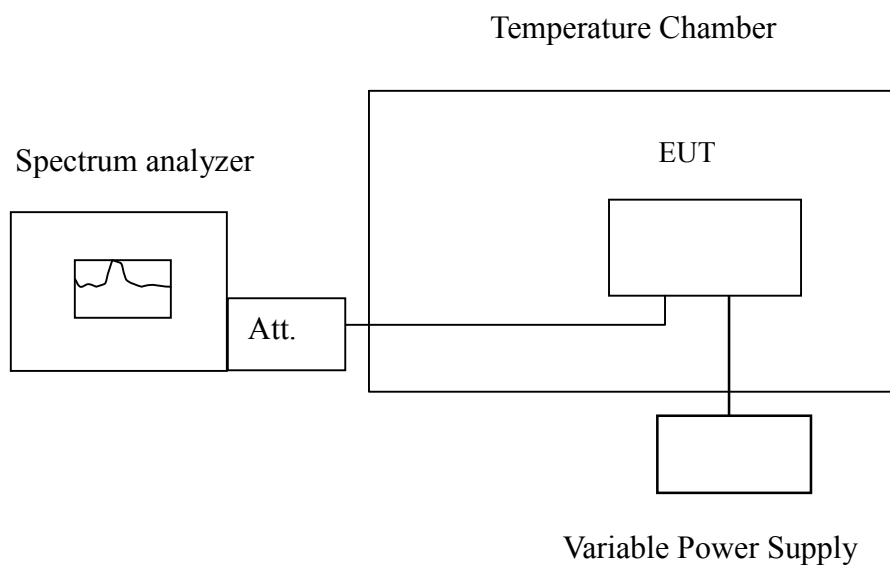 Temperature Chamber
Spectrum analyzer
EUT
Att.
Variable Power Supply